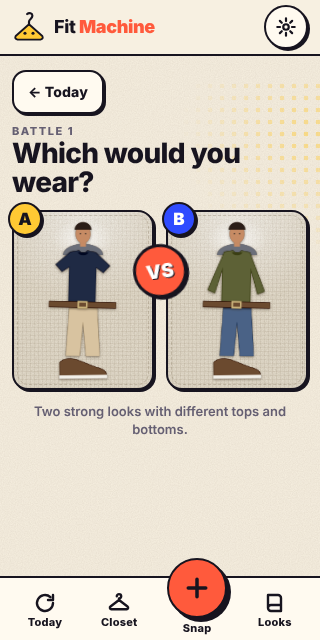 Fit Machine
← Today
BATTLE 1
Which would you
wear?
A
B
VS
Two strong looks with different tops and
bottoms.
Today
Closet
Snap
Looks